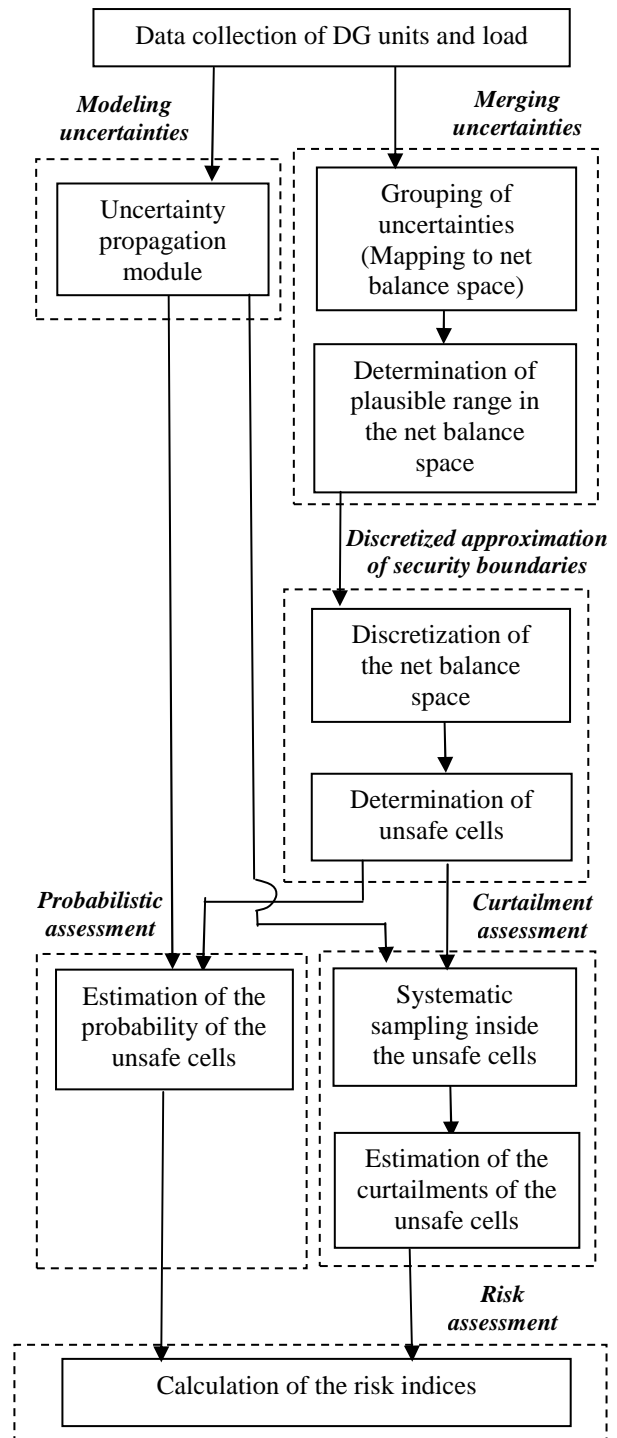 Data collection of DG units and load
Modeling
uncertainties
Merging
uncertainties
Uncertainty
propagation
module
Grouping of
uncertainties
(Mapping to net
balance space)
Determination of
plausible range in
the net balance
space
Discretized approximation
of security boundaries
Discretization of
the net balance
space
Determination of
unsafe cells
Probabilistic
assessment
Curtailment
assessment
Estimation of the
probability of the
unsafe cells
Systematic
sampling inside
the unsafe cells
Estimation of the
curtailments of the
unsafe cells
Risk
assessment
Calculation of the risk indices